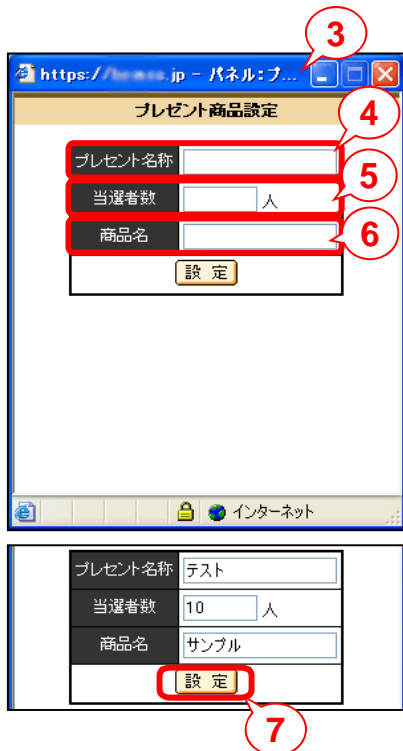 3
https:// jp - パネル:プ...
プレゼント商品設定
4
プレゼント名称
5
当選者数 人
6
商品名
設 定
インターネット
プレゼント名称 テスト
当選者数 10 人
商品名 サンプル
設 定
7